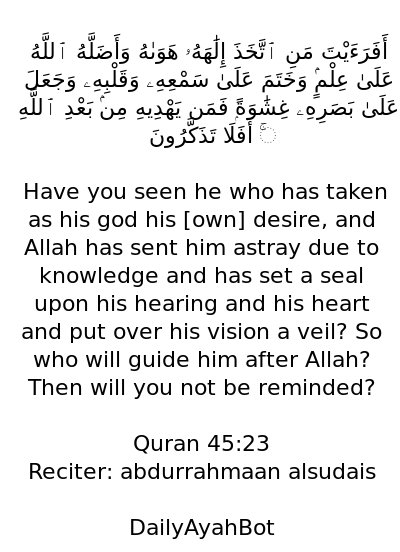 أَفَرَءَيْتَ مَنِ ٱتَّخَذَ إِلَٰهَهُۥ هَوَىٰهُ وَأَضَلَّهُ ٱللَّهُ
عَلَىٰ عِلْمٍۢ وَخَتَمَ عَلَىٰ سَمْعِهِۦ وَقَلْبِهِۦ وَجَعَلَ
عَلَىٰ بَصَرِهِۦ غِشَٰوَةًۭ فَمَن يَهْدِيهِ مِنۢ بَعْدِ ٱللَّهِ
ۚ أَفَلَا تَذَكَّرُونَ
Have you seen he who has taken
as his god his [own] desire, and
Allah has sent him astray due to
knowledge and has set a seal
upon his hearing and his heart
and put over his vision a veil? So
who will guide him after Allah?
Then will you not be reminded?
Quran 45:23
Reciter: abdurrahmaan alsudais
DailyAyahBot